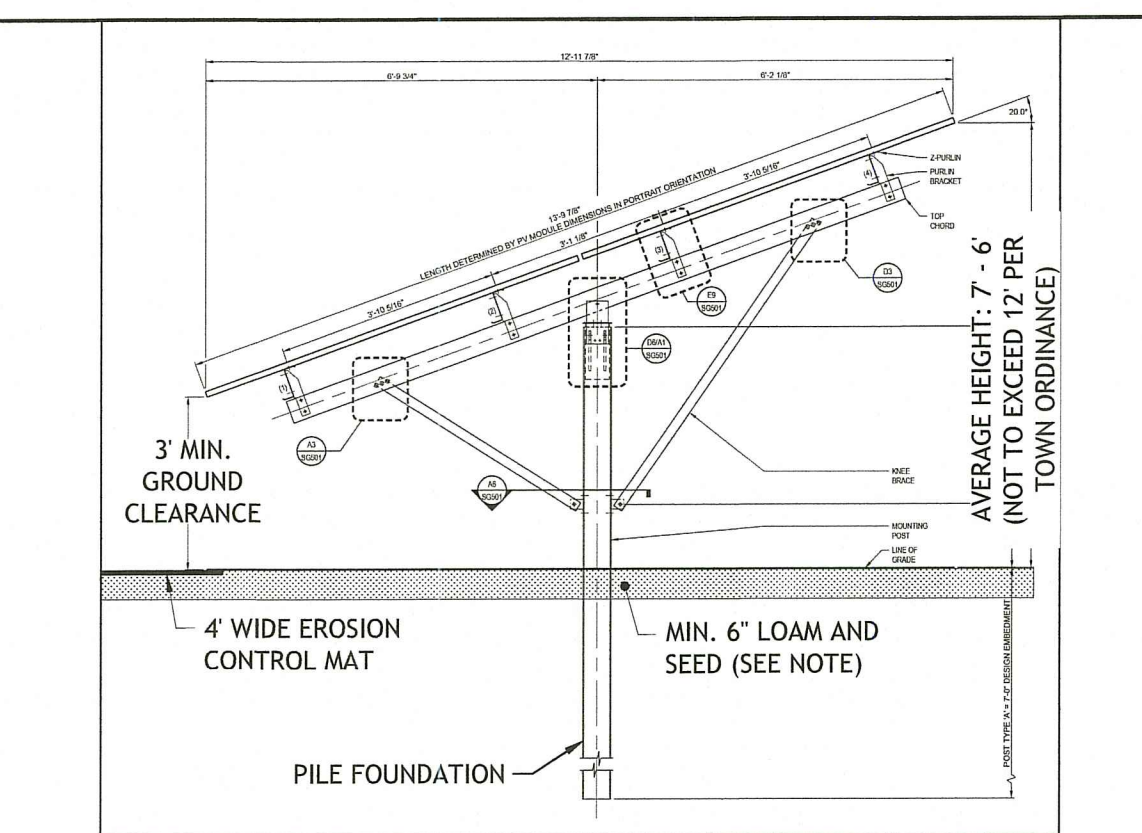 12'-11 7/8"
6'-9 3/4"
6'-2 1/8"
20.0°
13'-9 7/8"
LENGTH DETERMINED BY PV MODULE DIMENSIONS IN PORTRAIT ORIENTATION
3'-10 5/16"
3'-1 1/8"
3'-10 5/16"
(1)
(2)
(3)
(4)
Z-PURLIN
PURLIN
BRACKET
TOP
CHORD
D3
SG501
E9
SG501
D6/A1
SG501
A3
SG501
A6
SG501
3' MIN.
GROUND
CLEARANCE
KNEE
BRACE
MOUNTING
POST
LINE OF
GRADE
AVERAGE HEIGHT: 7' - 6'
(NOT TO EXCEED 12' PER
TOWN ORDINANCE)
4' WIDE EROSION
CONTROL MAT
MIN. 6" LOAM AND
SEED (SEE NOTE)
PILE FOUNDATION
POST TYPE 'A' = 7'-0" DESIGN EMBEDMENT